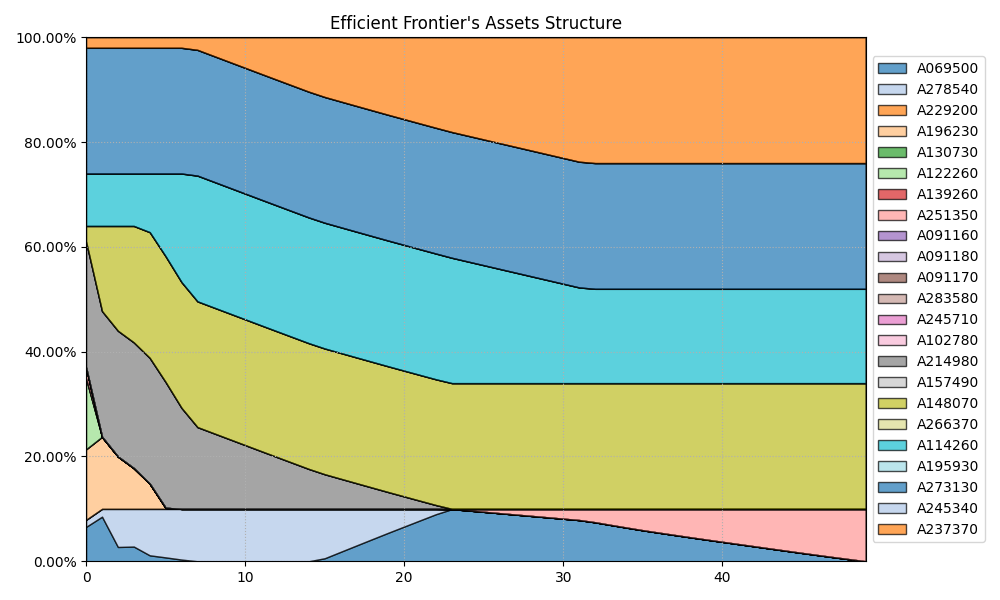 Efficient Frontier's Assets Structure
100.00%
80.00%
60.00%
40.00%
20.00%
0.00%
0
10
20
30
40
A069500
A278540
A229200
A196230
A130730
A122260
A139260
A251350
A091160
A091180
A091170
A283580
A245710
A102780
A214980
A157490
A148070
A266370
A114260
A195930
A273130
A245340
A237370